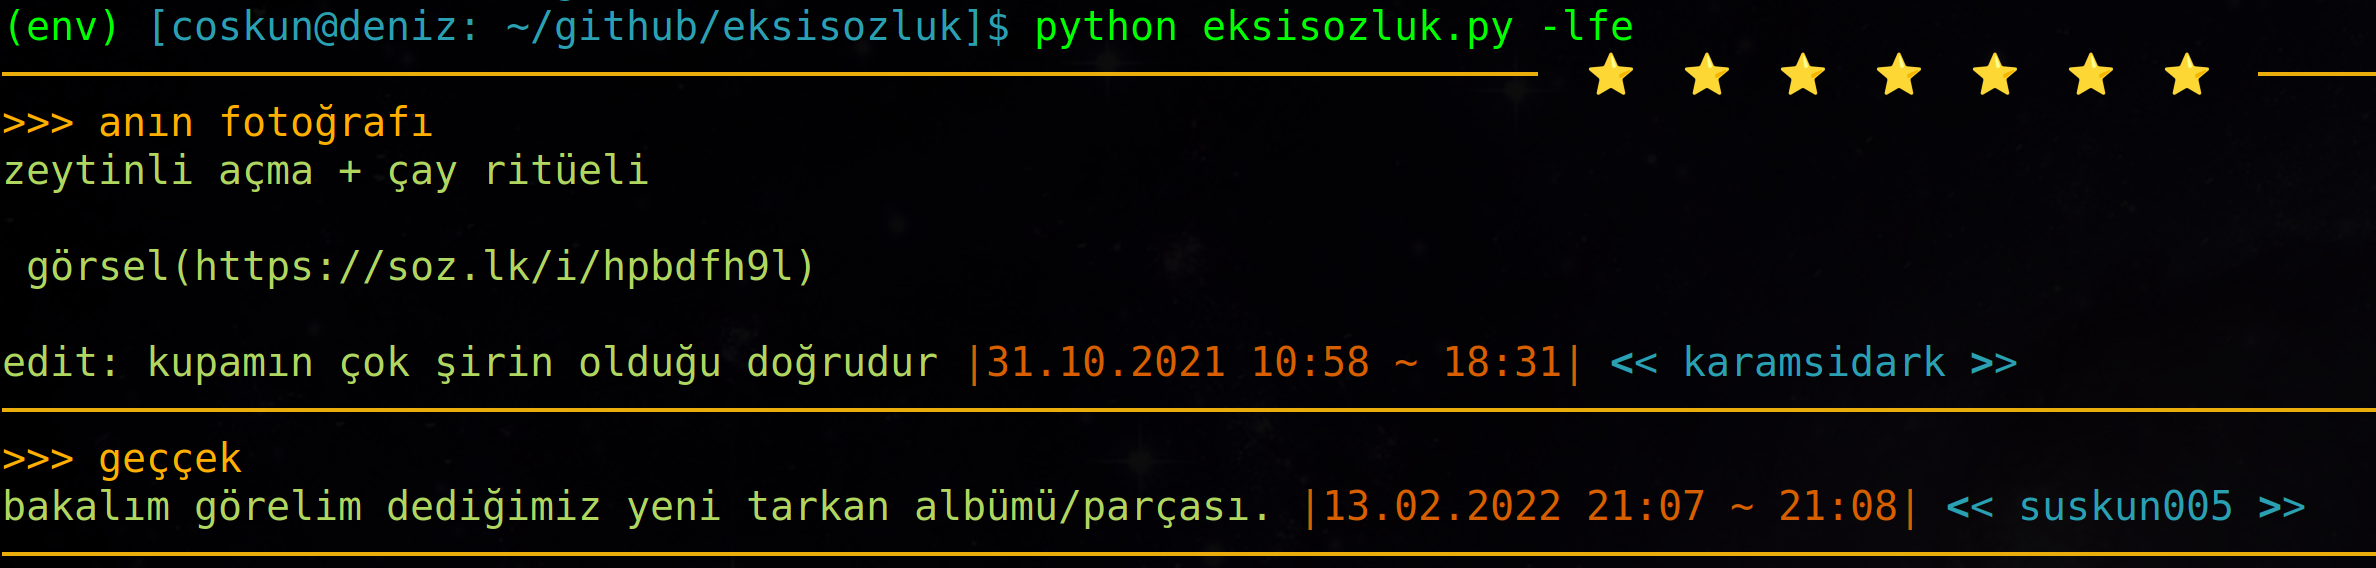 (env) [coskun@deniz: ~/github/eksisozluk]$ python eksisozluk.py -lfe
>>> anın fotoğrafı
zeytinli açma + çay ritüeli
görsel(https://soz.lk/i/hpbdfh9l)
edit: kupamın çok şirin olduğu doğrudur |31.10.2021 10:58 ~ 18:31| << karamsidark >>
>>> geççek
bakalım görelim dediğimiz yeni tarkan albümü/parçası. |13.02.2022 21:07 ~ 21:08| << suskun005 >>